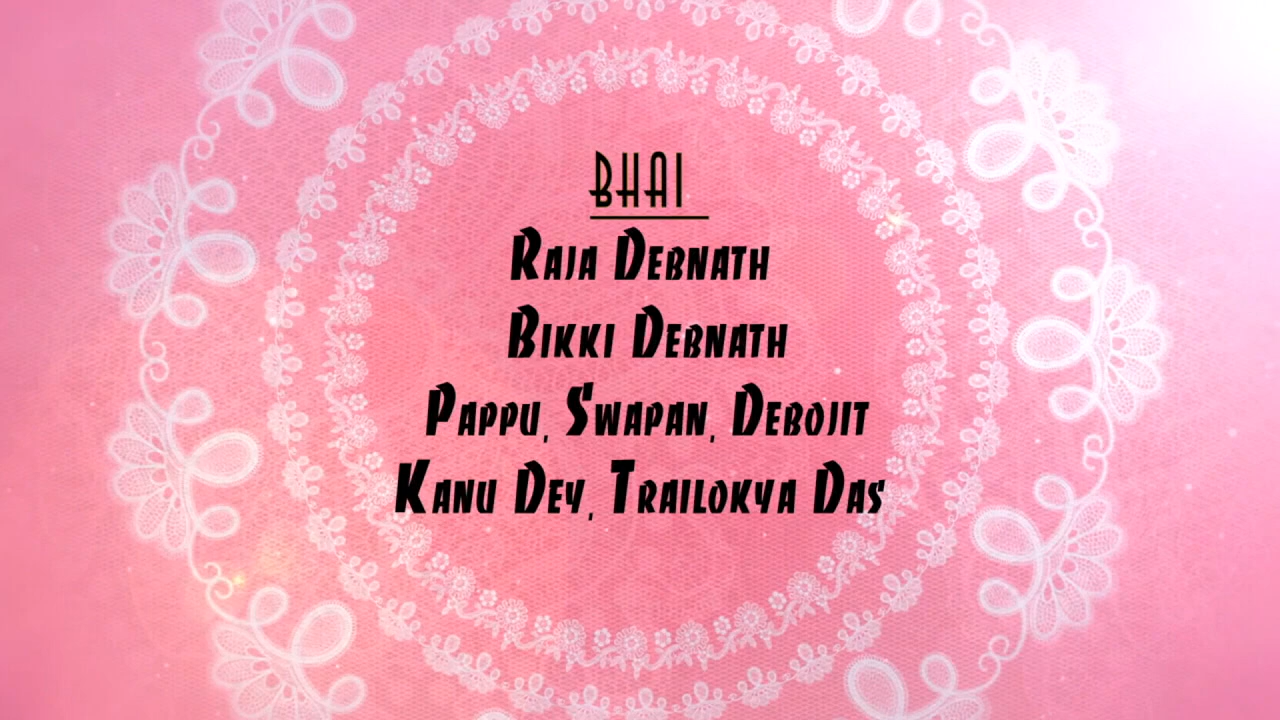 BHAI
RAJA DEBNATH
BIKKI DEBNATH
PAPPU, SWAPAN, DEBOJIT
KANU DEY, TRAILOKYA DAS